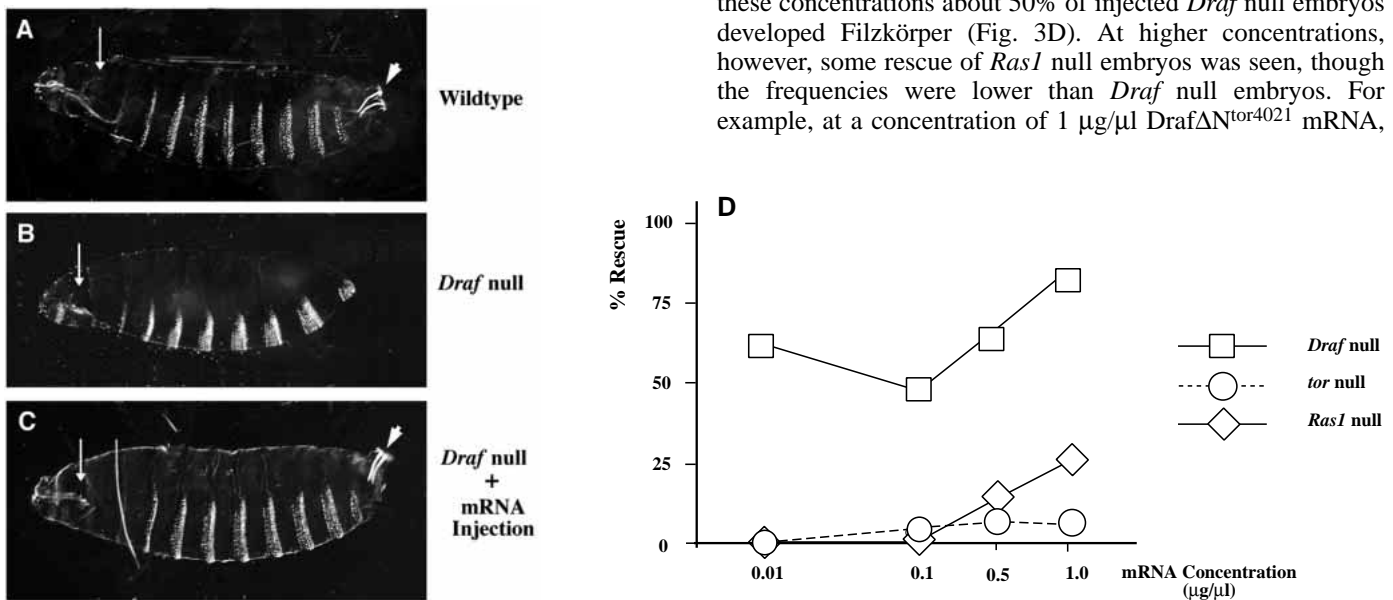 A
Wildtype
B
Draf null
C
Draf null
+
mRNA
Injection
these concentrations about 50% of injected Draf null embryos
developed Filzkörper (Fig. 3D). At higher concentrations,
however, some rescue of Ras1 null embryos was seen, though
the frequencies were lower than Draf null embryos. For
example, at a concentration of 1 µg/µl DrafΔN^tor4021 mRNA,
D
% Rescue
100
75
50
25
0
0.01 0.1 0.5 1.0 mRNA Concentration
(µg/µl)
Draf null
tor null
Ras1 null